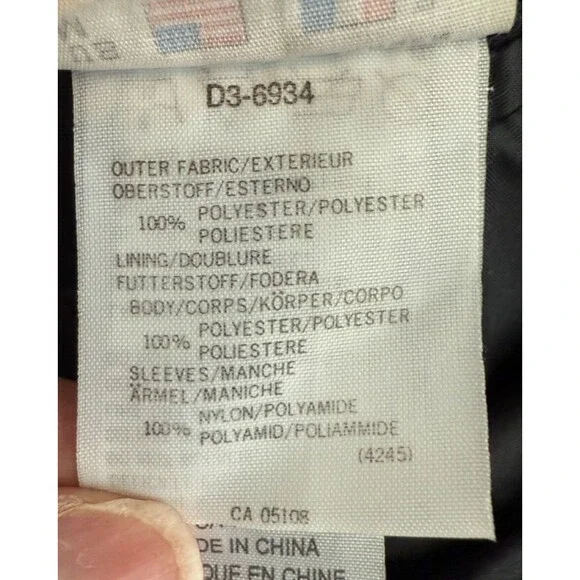 D3-6934
OUTER FABRIC/EXTERIEUR
OBERSTOFF/ESTERNO
100% POLYESTER/POLYESTER
POLIESTERE
LINING/DOUBLURE
FUTTERSTOFF/FODERA
BODY/CORPS/KÖRPER/CORPO
100% POLYESTER/POLYESTER
POLIESTERE
SLEEVES/MANCHE
ÄRMEL/MANICHE
100% NYLON/POLYAMIDE
POLYAMID/POLIAMMIDE
(4245)
CA 05108
DE IN CHINA
QUE EN CHINE